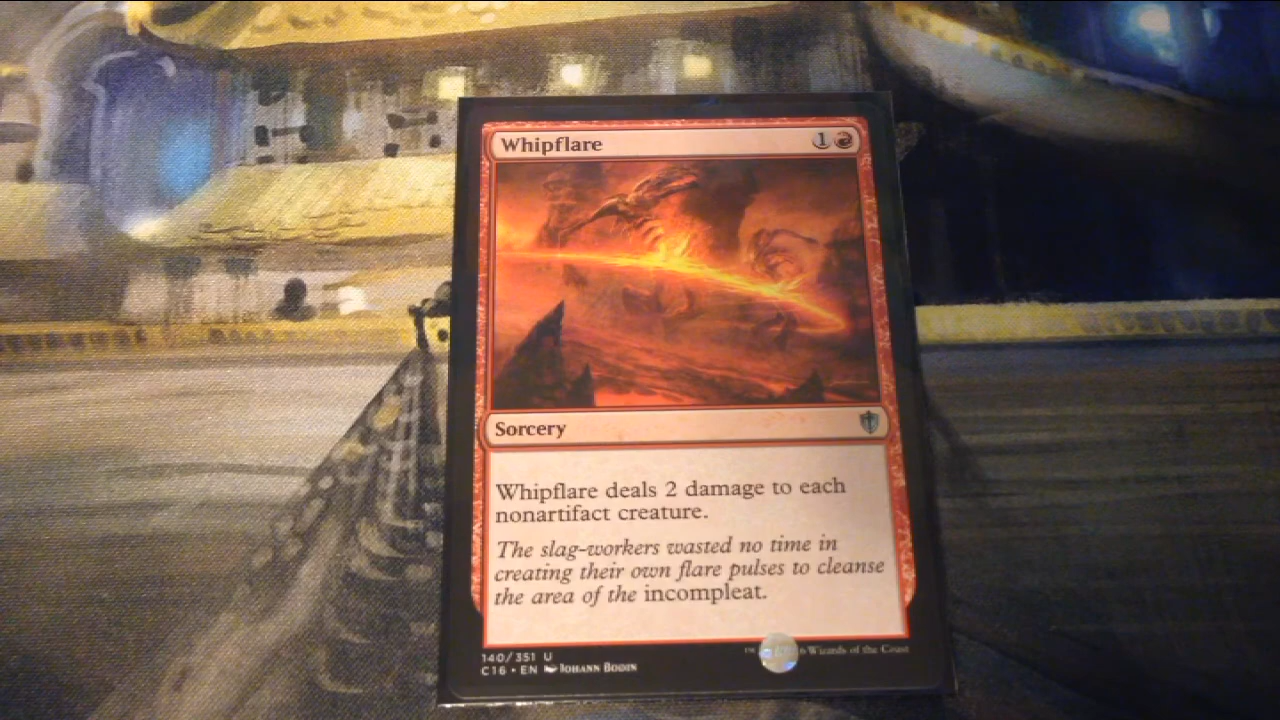 Whipflare 1
Sorcery
Whipflare deals 2 damage to each
nonartifact creature.
The slag-workers wasted no time in
creating their own flare pulses to cleanse
the area of the incompleat.
140/351 U
C16 • EN Johann Bodin
Wizards of the Coast